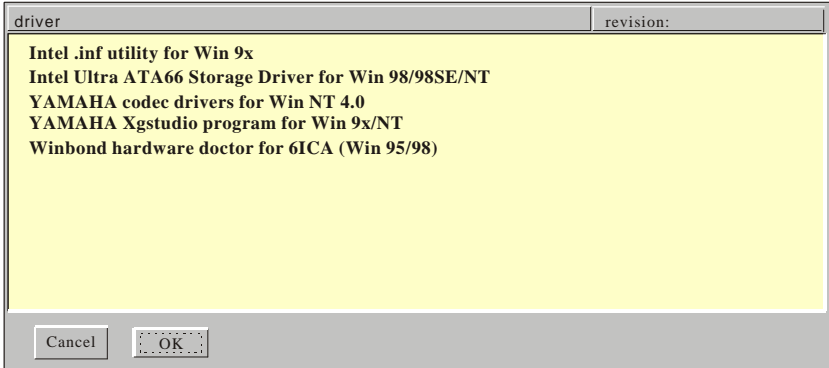 driver
revision:
Intel .inf utility for Win 9x
Intel Ultra ATA66 Storage Driver for Win 98/98SE/NT
YAMAHA codec drivers for Win NT 4.0
YAMAHA Xgstudio program for Win 9x/NT
Winbond hardware doctor for 6ICA (Win 95/98)
Cancel
OK